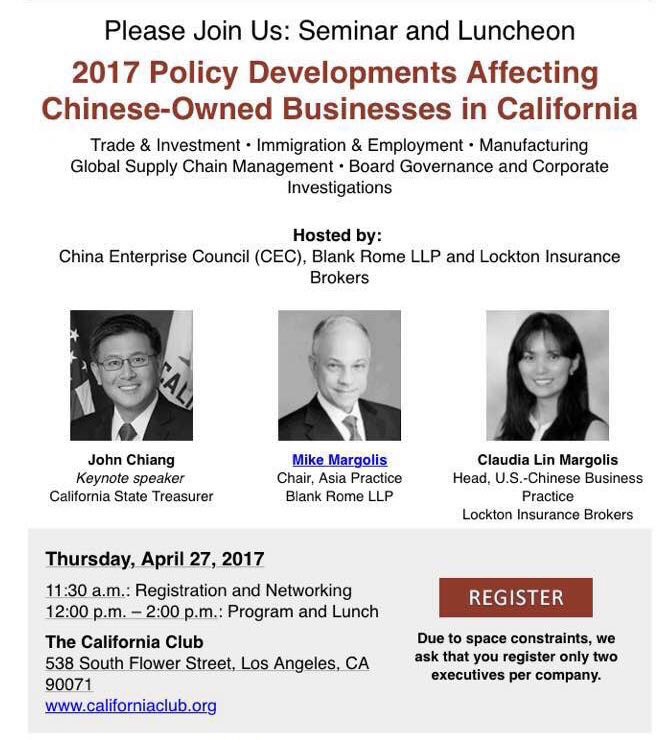 Please Join Us: Seminar and Luncheon
2017 Policy Developments Affecting
Chinese-Owned Businesses in California
Trade & Investment • Immigration & Employment • Manufacturing
Global Supply Chain Management • Board Governance and Corporate
Investigations
Hosted by:
China Enterprise Council (CEC), Blank Rome LLP and Lockton Insurance
Brokers
CALI
John Chiang
Keynote speaker
California State Treasurer
Mike Margolis
Chair, Asia Practice
Blank Rome LLP
Claudia Lin Margolis
Head, U.S.-Chinese Business
Practice
Lockton Insurance Brokers
Thursday, April 27, 2017
11:30 a.m.: Registration and Networking
12:00 p.m. – 2:00 p.m.: Program and Lunch
The California Club
538 South Flower Street, Los Angeles, CA
90071
www.californiaclub.org
REGISTER
Due to space constraints, we
ask that you register only two
executives per company.